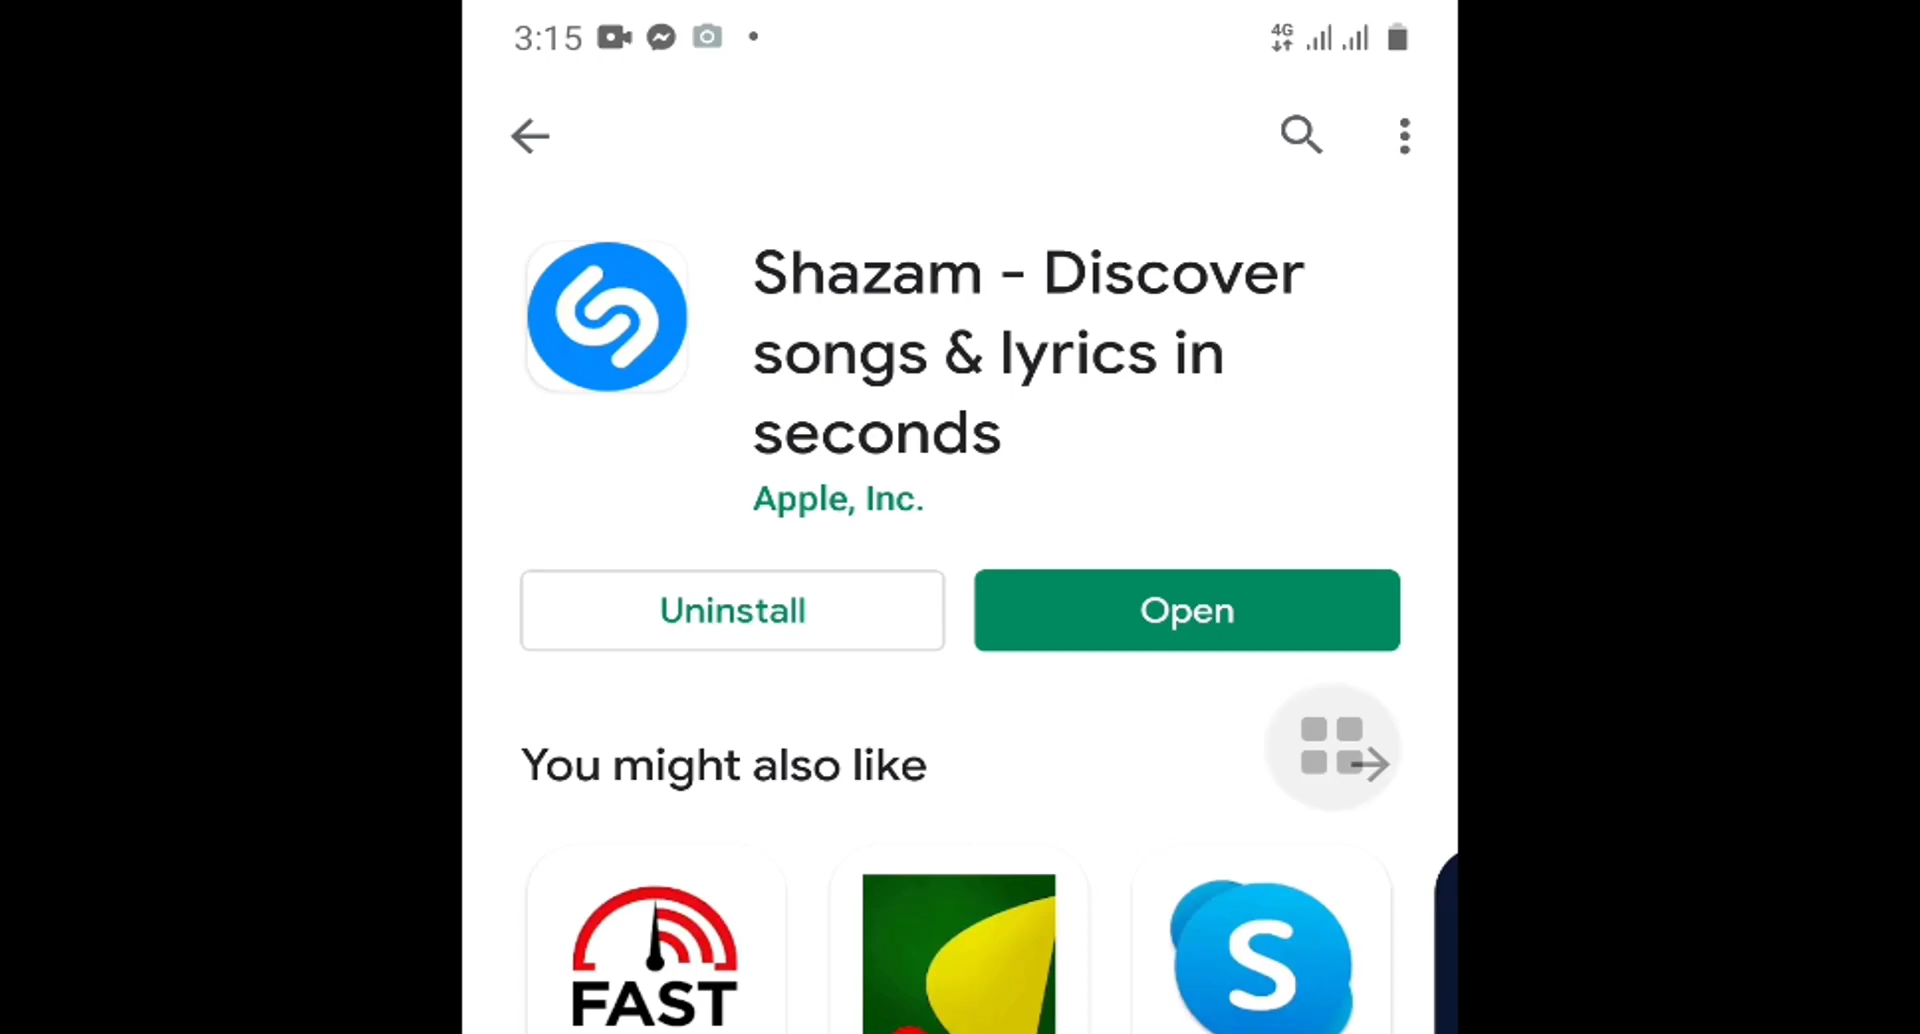 3:15 4G
Shazam - Discover
songs & lyrics in
seconds
Apple, Inc.
Uninstall Open
You might also like
FAST S